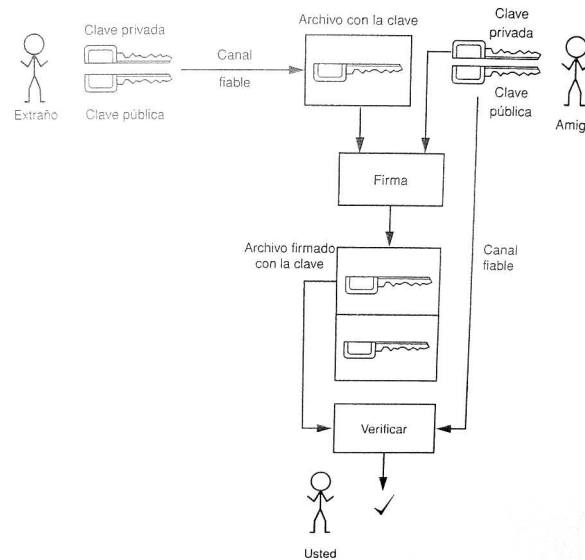 Clave privada
Clave pública
Extraño
Canal
fiable
Archivo con la clave
Clave
privada
Clave
pública
Amig
Firma
Archivo firmado
con la clave
Canal
fiable
Verificar
Usted